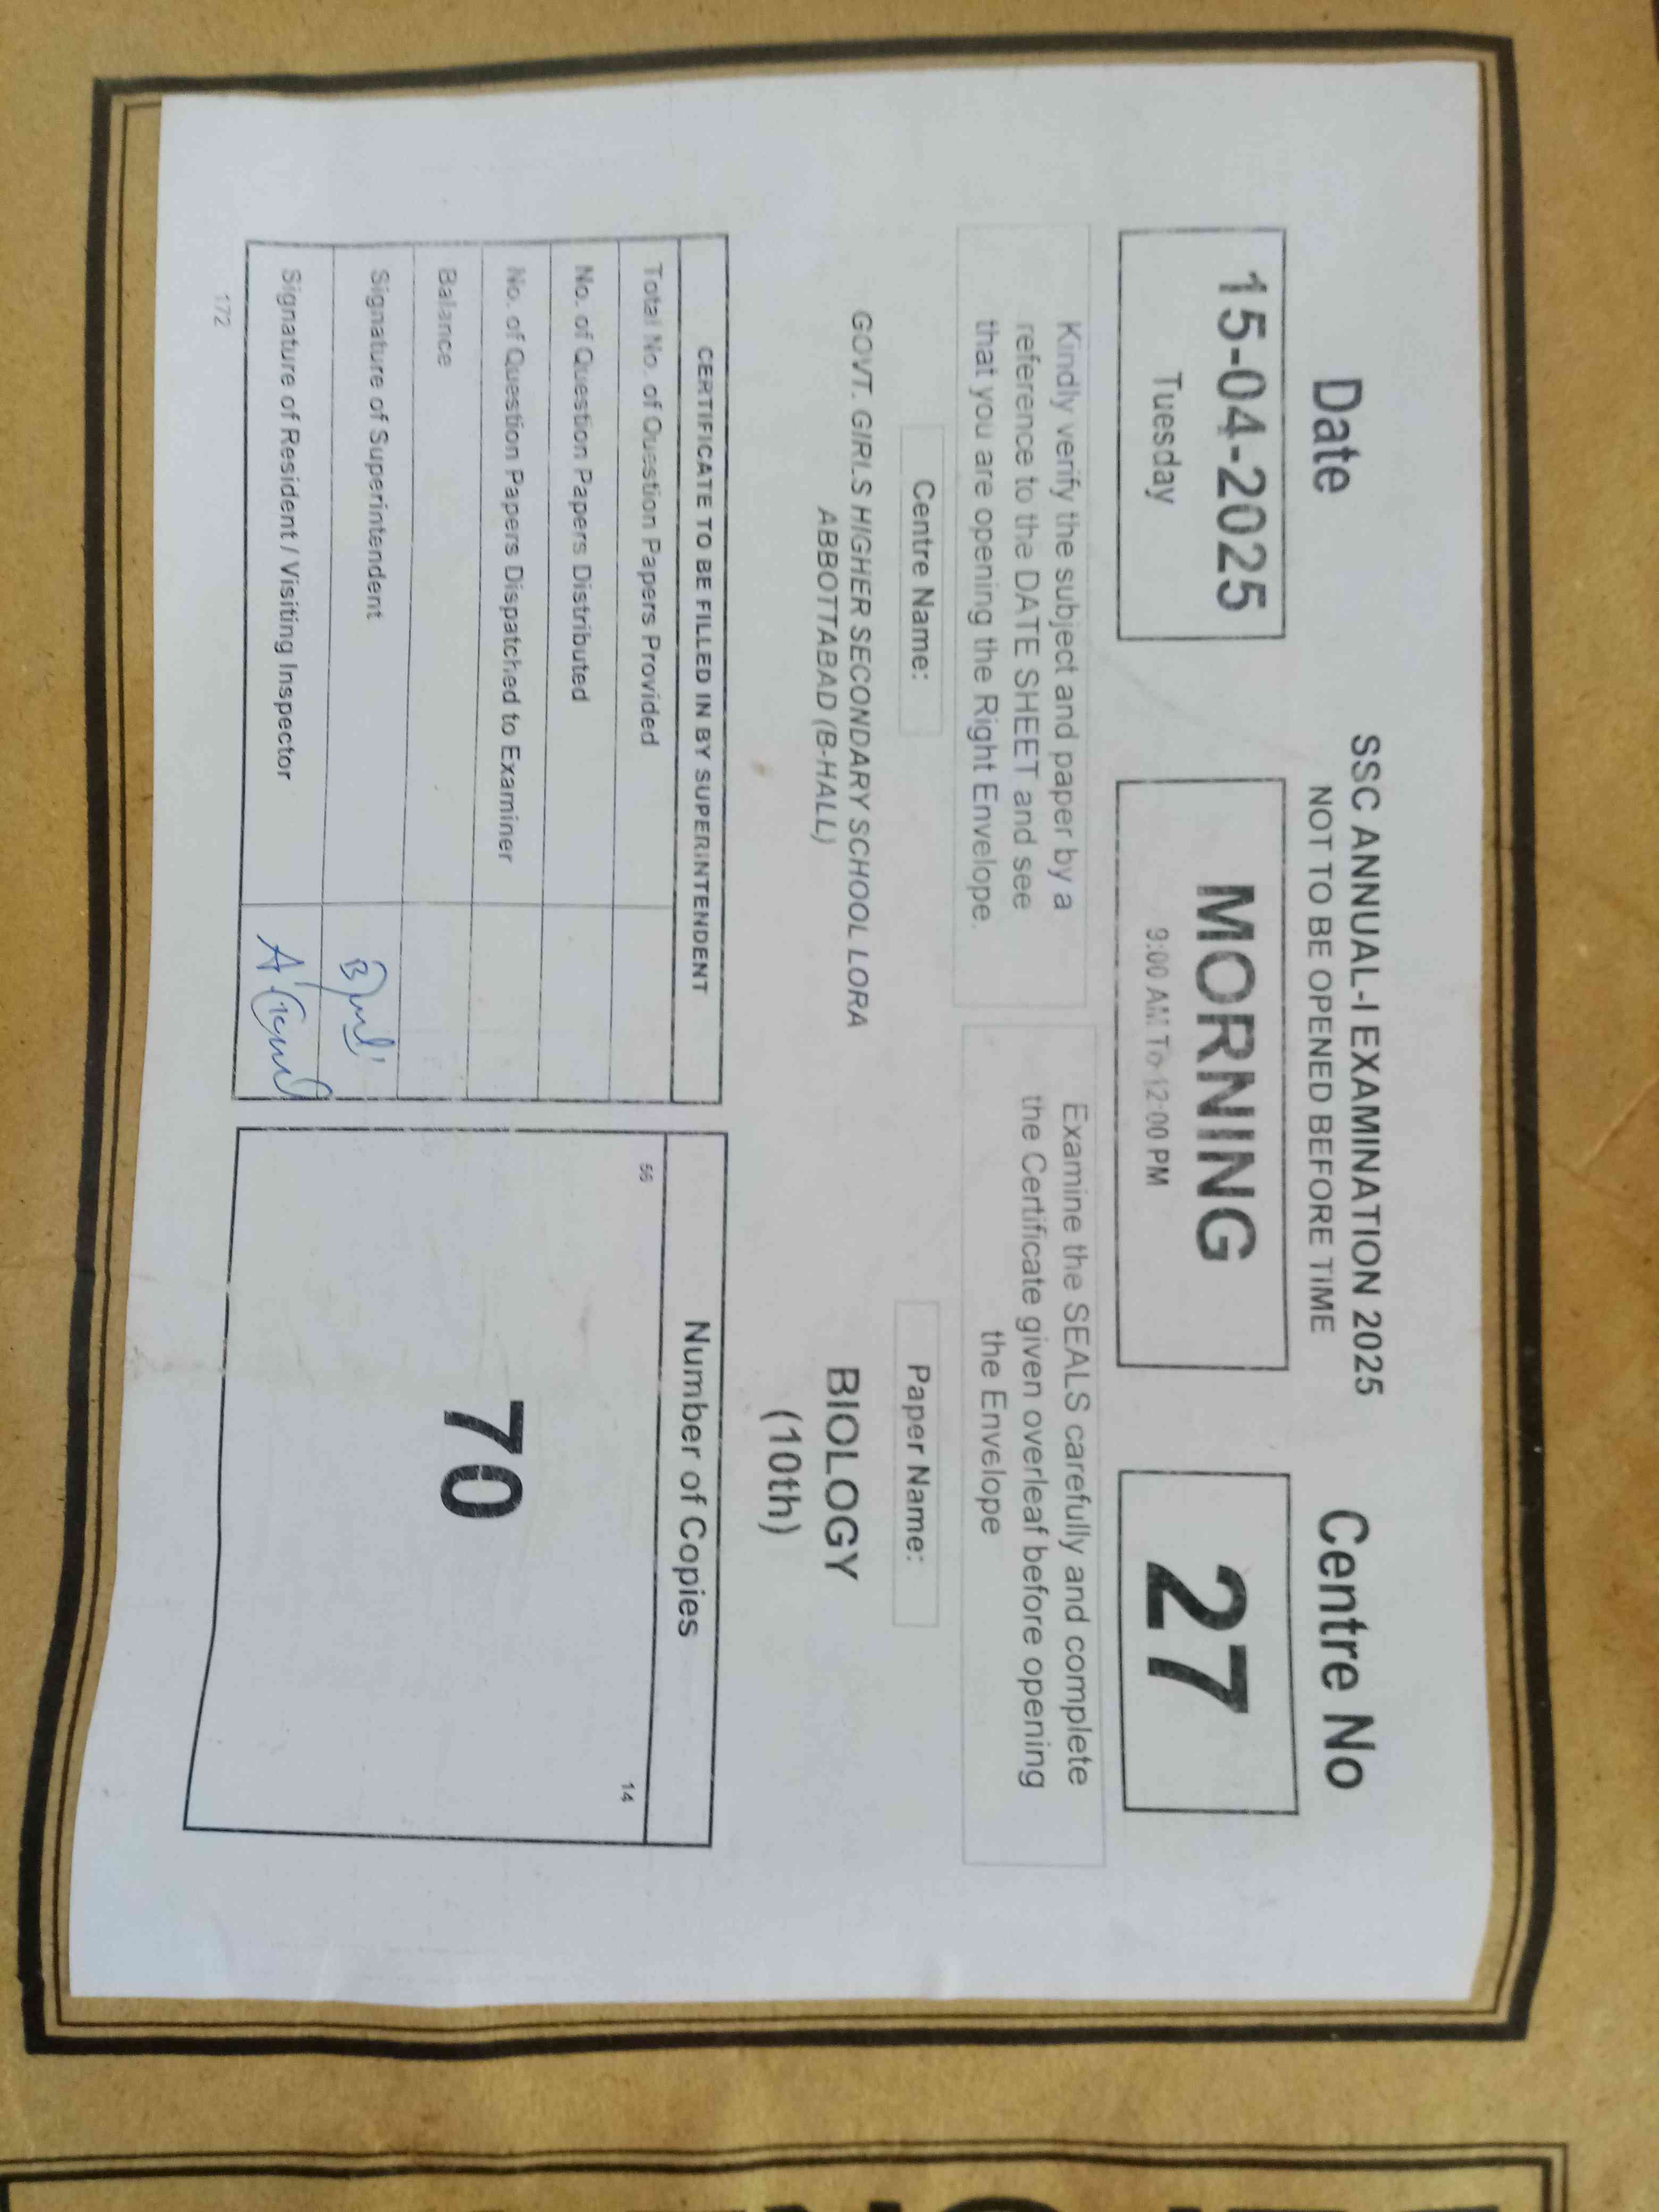 SSC ANNUAL-I EXAMINATION 2025
NOT TO BE OPENED BEFORE TIME
Date
Centre No
15-04-2025
Tuesday
MORNING
9:00 AM To 12:00 PM
27
Kindly verify the subject and paper by a
reference to the DATE SHEET and see
that you are opening the Right Envelope.
Examine the SEALS carefully and complete
the Certificate given overleaf before opening
the Envelope
Centre Name:
Paper Name:
GOVT. GIRLS HIGHER SECONDARY SCHOOL LORA
ABBOTTABAD (B-HALL)
BIOLOGY
(10th)
CERTIFICATE TO BE FILLED IN BY SUPERINTENDENT
Total No. of Question Papers Provided
No. of Question Papers Distributed
No. of Question Papers Dispatched to Examiner
Balance
Signature of Superintendent
Signature of Resident / Visiting Inspector
172
Number of Copies
56
14
70